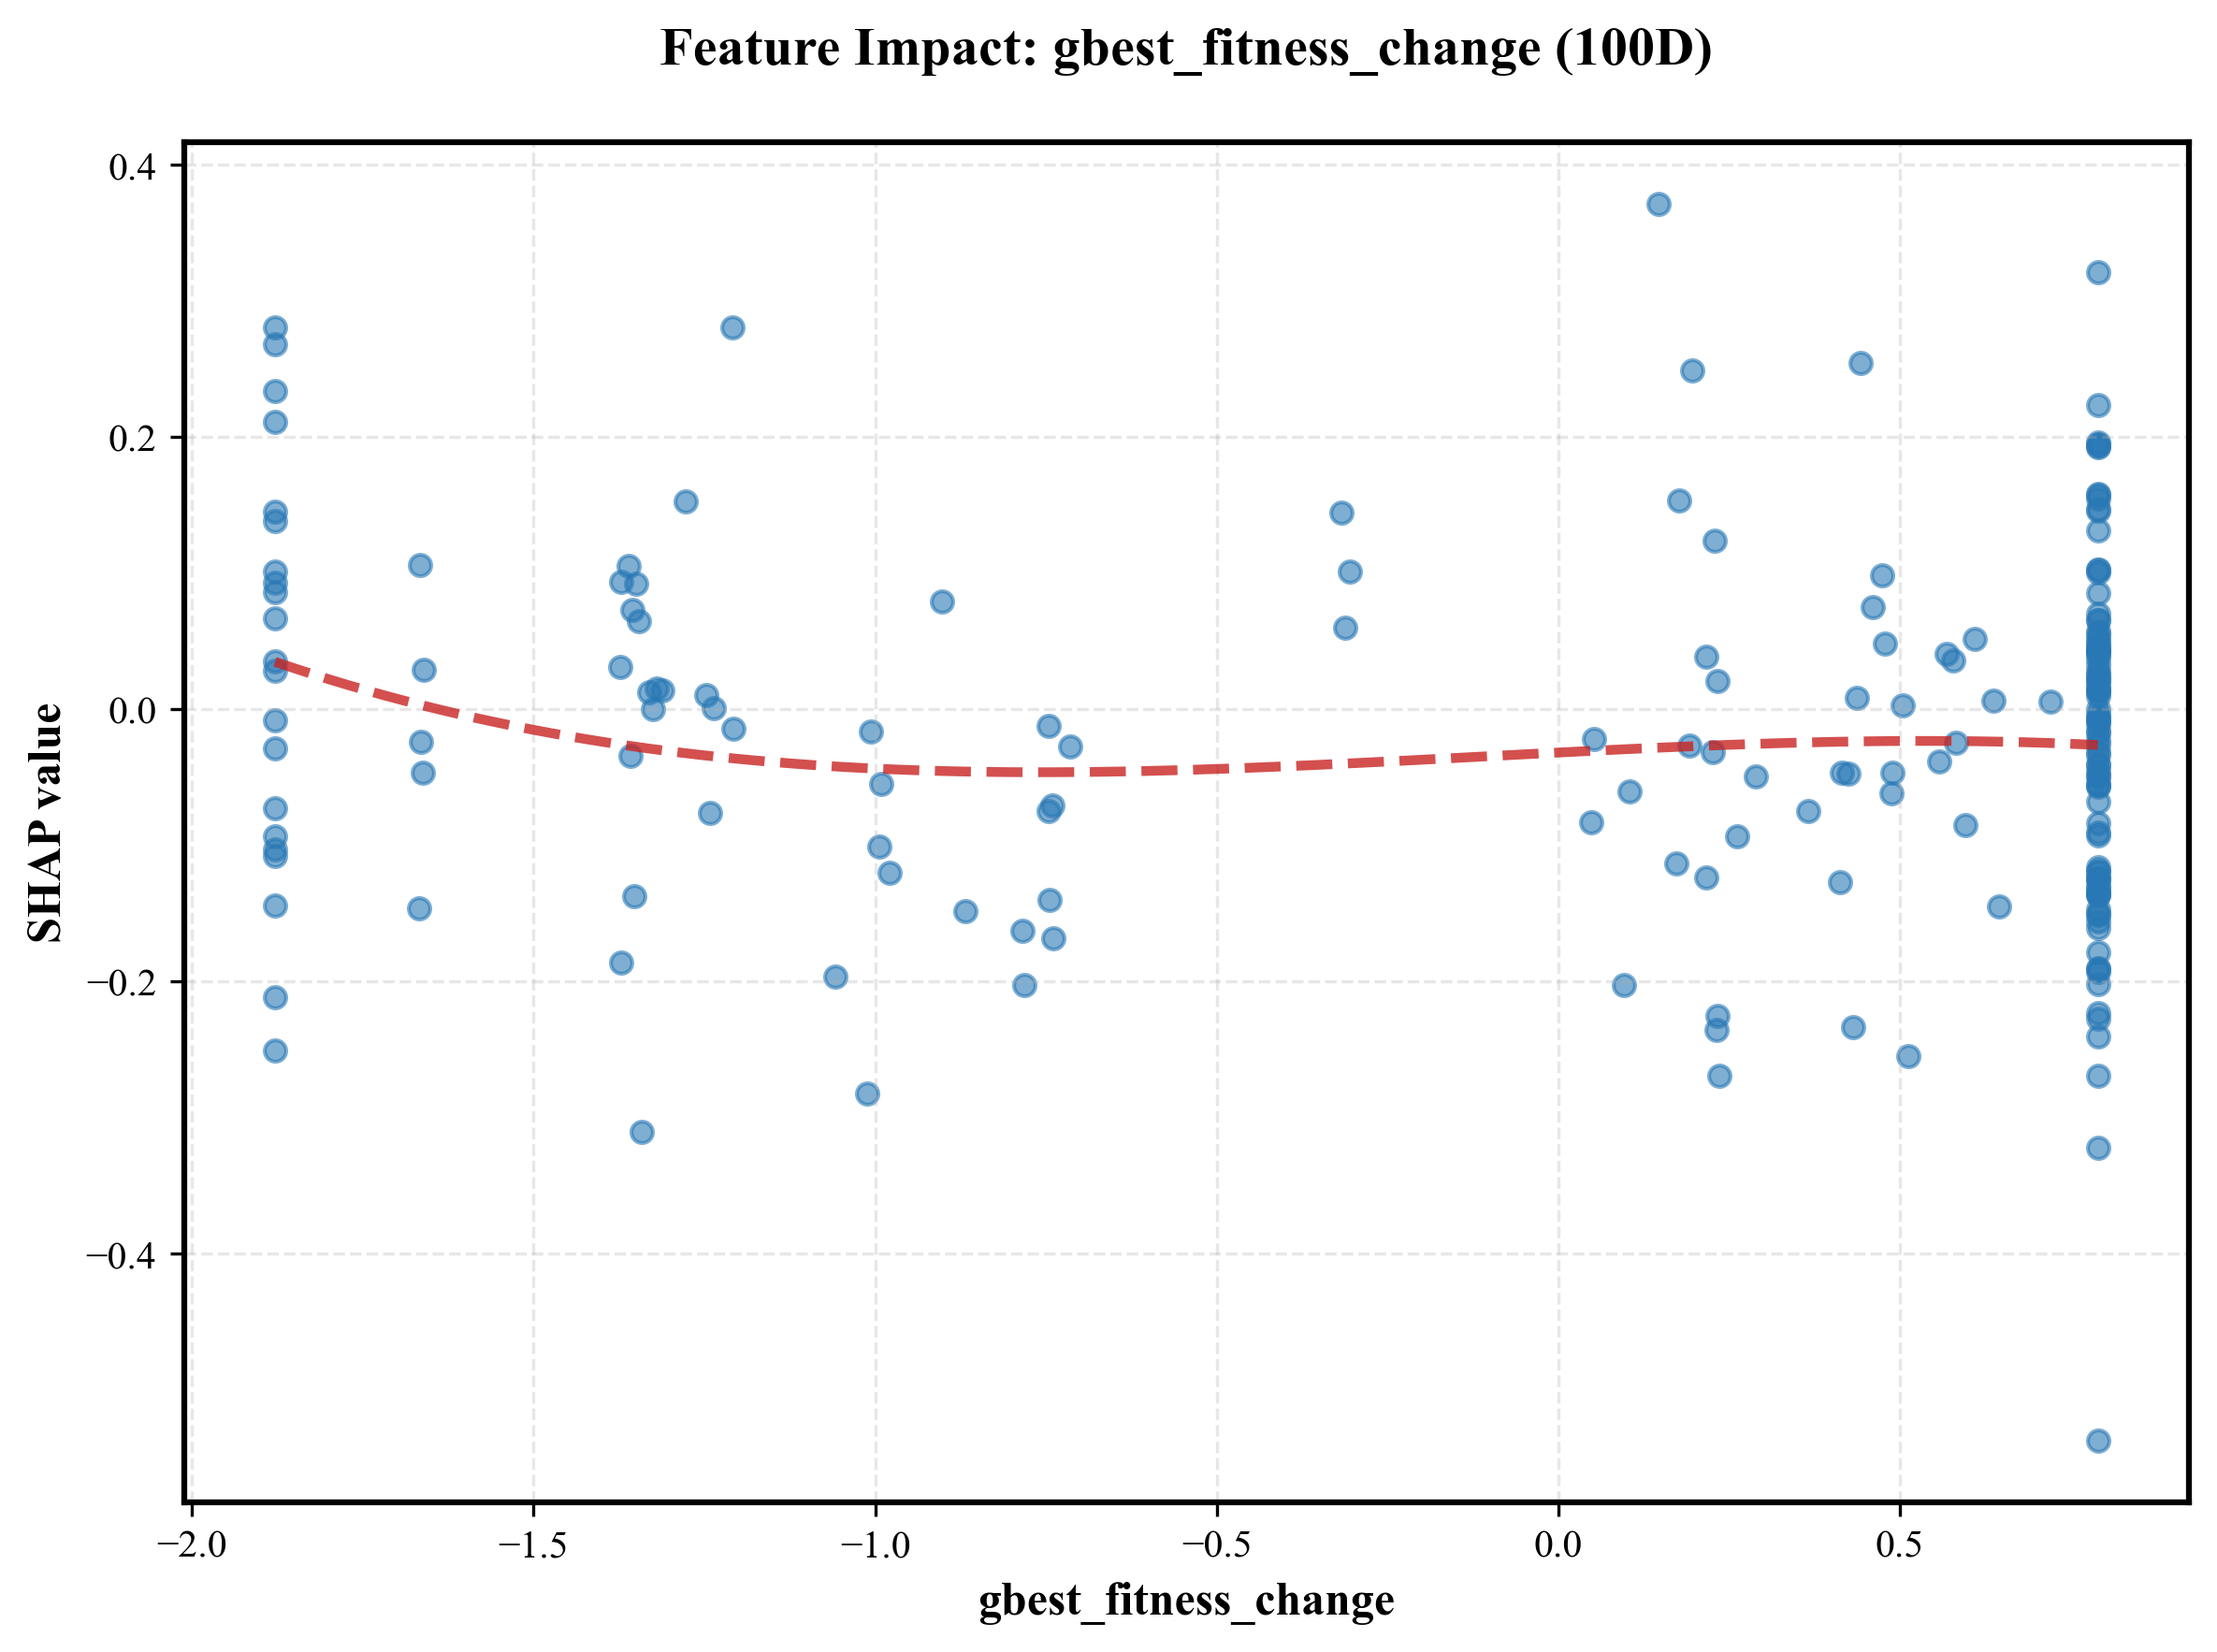 Feature Impact: gbest_fitness_change (100D)
0.4
0.2
0.0
−0.2
−0.4
SHAP value
−2.0 −1.5 −1.0 −0.5 0.0 0.5
gbest_fitness_change